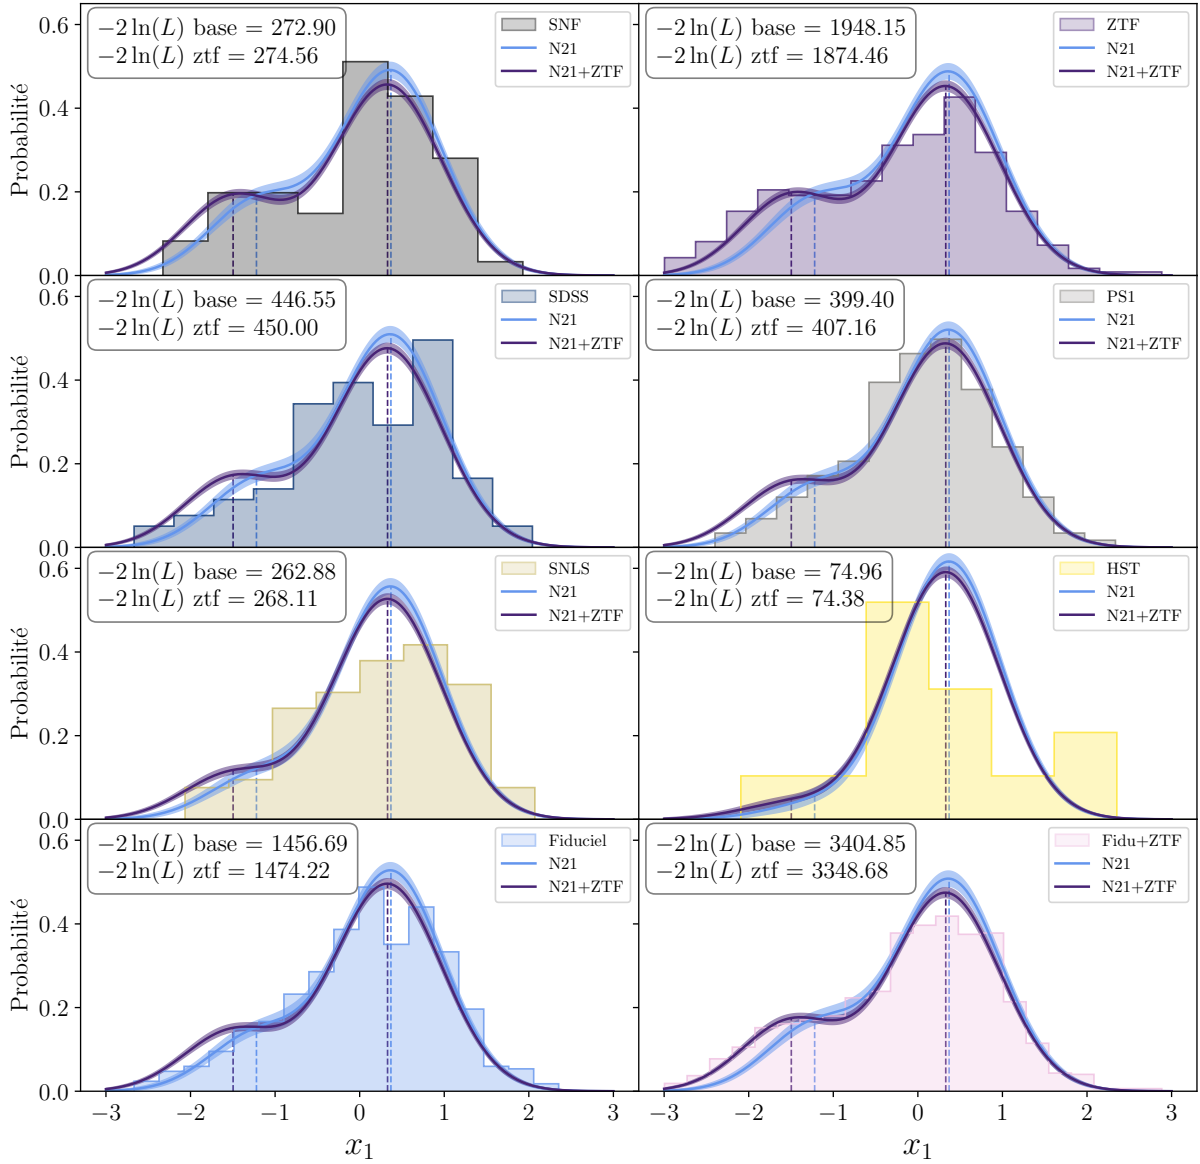 −2 ln(L) base = 272.90
−2 ln(L) ztf = 274.56
SNF
N21
N21+ZTF
−2 ln(L) base = 1948.15
−2 ln(L) ztf = 1874.46
ZTF
N21
N21+ZTF
Probabilité
0.6
0.4
0.2
0.0
−2 ln(L) base = 446.55
−2 ln(L) ztf = 450.00
SDSS
N21
N21+ZTF
−2 ln(L) base = 399.40
−2 ln(L) ztf = 407.16
PS1
N21
N21+ZTF
Probabilité
0.6
0.4
0.2
0.0
−2 ln(L) base = 262.88
−2 ln(L) ztf = 268.11
SNLS
N21
N21+ZTF
−2 ln(L) base = 74.96
−2 ln(L) ztf = 74.38
HST
N21
N21+ZTF
Probabilité
0.6
0.4
0.2
0.0
−2 ln(L) base = 1456.69
−2 ln(L) ztf = 1474.22
Fiduciel
N21
N21+ZTF
−2 ln(L) base = 3404.85
−2 ln(L) ztf = 3348.68
Fidu+ZTF
N21
N21+ZTF
Probabilité
0.6
0.4
0.2
0.0
−3 −2 −1 0 1 2 3
−3 −2 −1 0 1 2 3
x₁
x₁